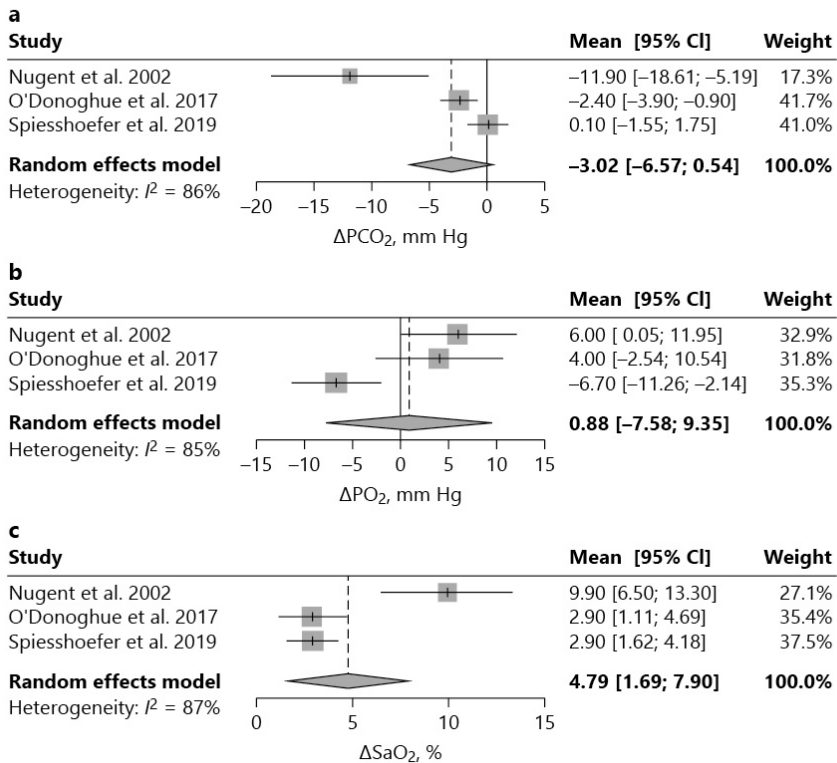 a
Study Mean [95% CI] Weight
Nugent et al. 2002 –11.90 [–18.61; –5.19] 17.3%
O'Donoghue et al. 2017 –2.40 [–3.90; –0.90] 41.7%
Spiesshoefer et al. 2019 0.10 [–1.55; 1.75] 41.0%
Random effects model –3.02 [–6.57; 0.54] 100.0%
Heterogeneity: I² = 86%
–20 –15 –10 –5 0 5
ΔPCO₂, mm Hg
b
Study Mean [95% CI] Weight
Nugent et al. 2002 6.00 [ 0.05; 11.95] 32.9%
O'Donoghue et al. 2017 4.00 [–2.54; 10.54] 31.8%
Spiesshoefer et al. 2019 –6.70 [–11.26; –2.14] 35.3%
Random effects model 0.88 [–7.58; 9.35] 100.0%
Heterogeneity: I² = 85%
–15 –10 –5 0 5 10 15
ΔPO₂, mm Hg
c
Study Mean [95% CI] Weight
Nugent et al. 2002 9.90 [6.50; 13.30] 27.1%
O'Donoghue et al. 2017 2.90 [1.11; 4.69] 35.4%
Spiesshoefer et al. 2019 2.90 [1.62; 4.18] 37.5%
Random effects model 4.79 [1.69; 7.90] 100.0%
Heterogeneity: I² = 87%
0 5 10 15
ΔSaO₂, %